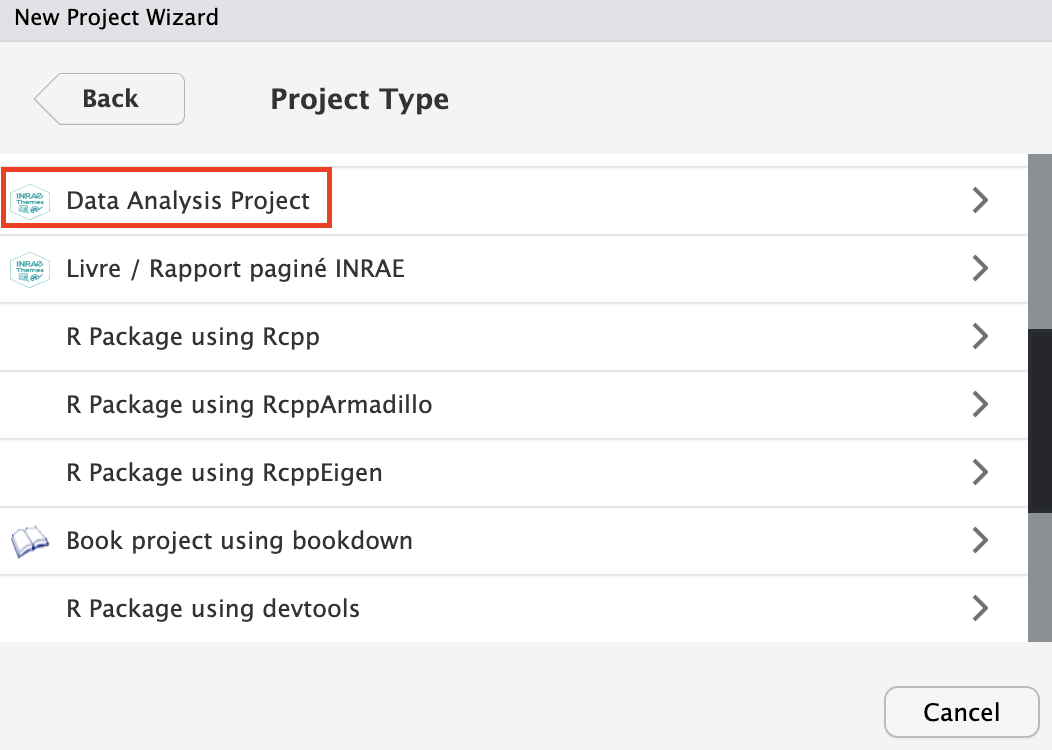 New Project Wizard
Back
Project Type
INRAE
Themes
Data Analysis Project
INRAE
Themes
Livre / Rapport paginé INRAE
R Package using Rcpp
R Package using RcppArmadillo
R Package using RcppEigen
Book project using bookdown
R Package using devtools
Cancel